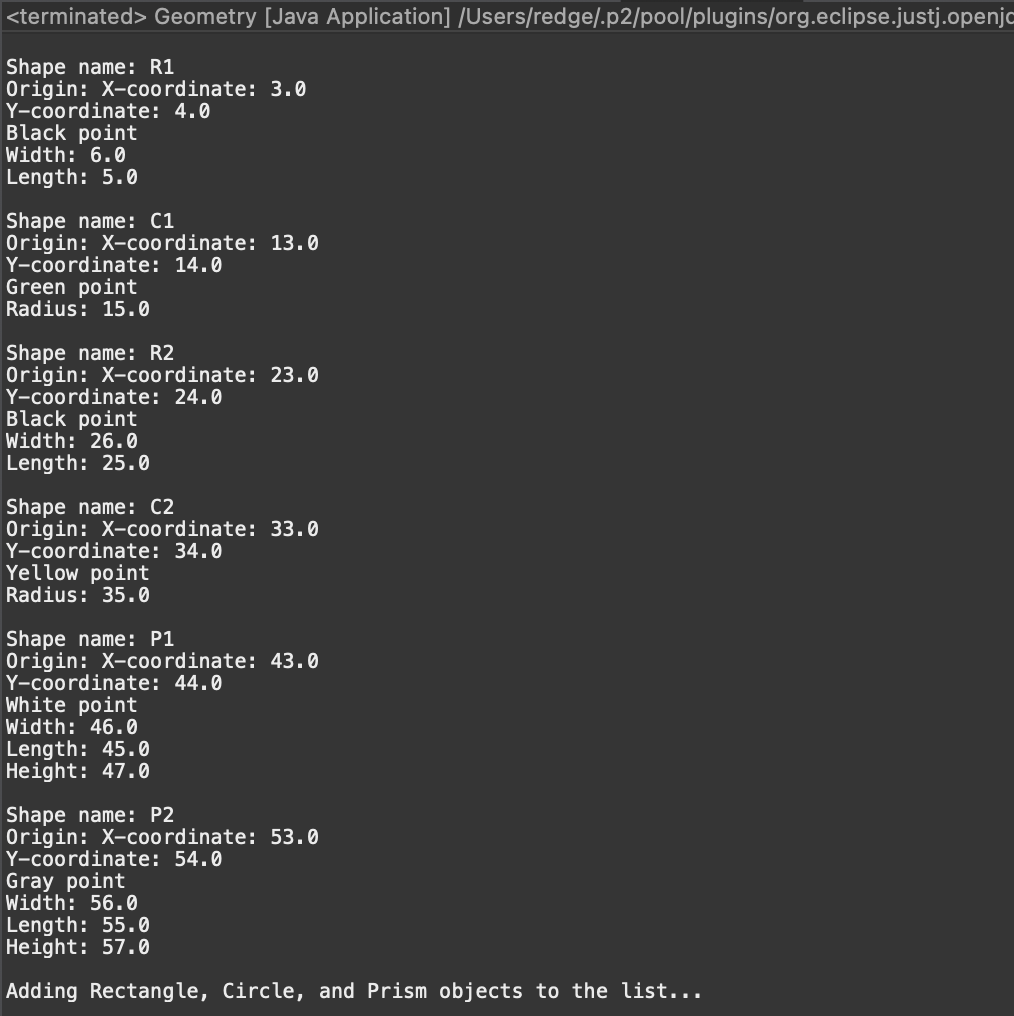 <terminated> Geometry [Java Application] /Users/redge/.p2/pool/plugins/org.eclipse.justj.openjd
Shape name: R1
Origin: X-coordinate: 3.0
Y-coordinate: 4.0
Black point
Width: 6.0
Length: 5.0
Shape name: C1
Origin: X-coordinate: 13.0
Y-coordinate: 14.0
Green point
Radius: 15.0
Shape name: R2
Origin: X-coordinate: 23.0
Y-coordinate: 24.0
Black point
Width: 26.0
Length: 25.0
Shape name: C2
Origin: X-coordinate: 33.0
Y-coordinate: 34.0
Yellow point
Radius: 35.0
Shape name: P1
Origin: X-coordinate: 43.0
Y-coordinate: 44.0
White point
Width: 46.0
Length: 45.0
Height: 47.0
Shape name: P2
Origin: X-coordinate: 53.0
Y-coordinate: 54.0
Gray point
Width: 56.0
Length: 55.0
Height: 57.0
Adding Rectangle, Circle, and Prism objects to the list...